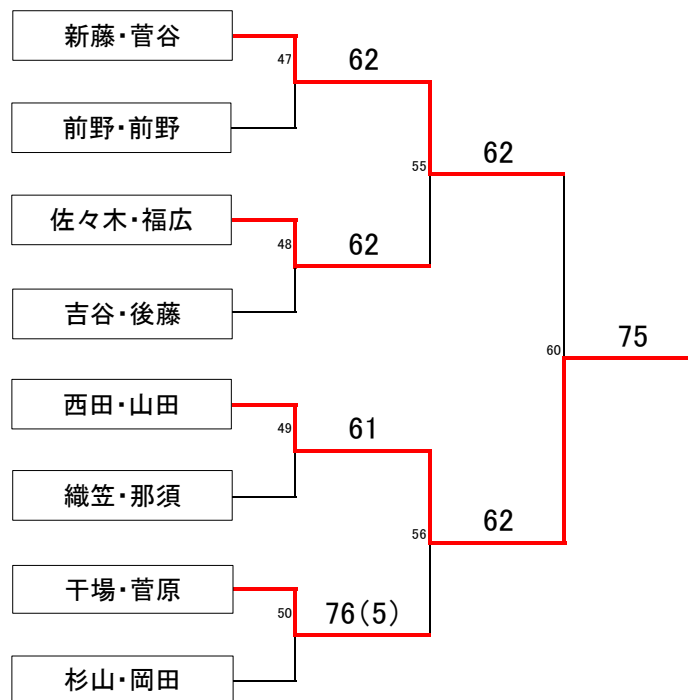 新藤・菅谷
47
62
前野・前野
55
62
佐々木・福広
48
62
吉谷・後藤
60
75
西田・山田
49
61
織笠・那須
56
62
干場・菅原
50
76(5)
杉山・岡田